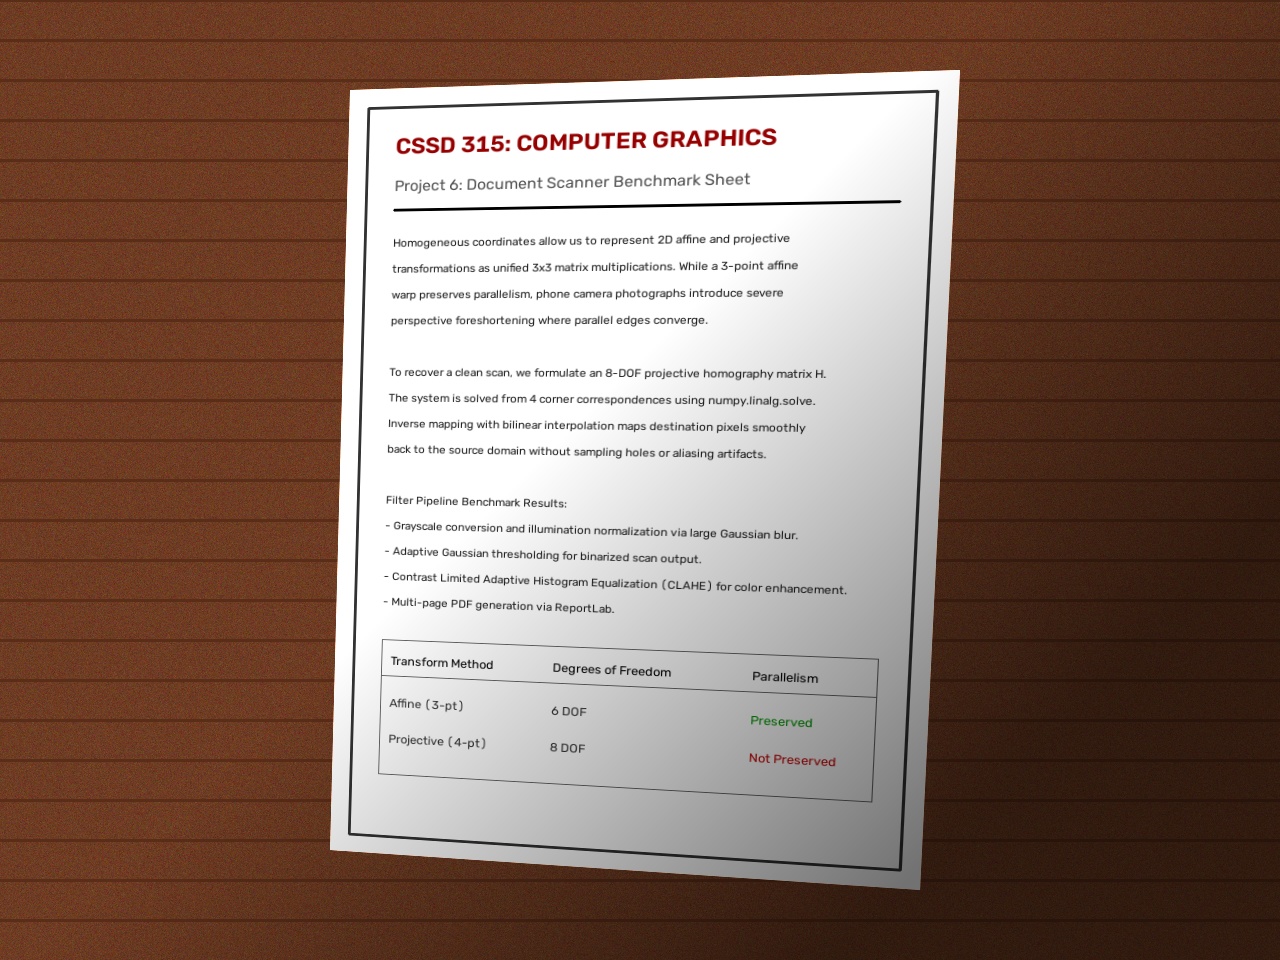 CSSD 315: COMPUTER GRAPHICS
Project 6: Document Scanner Benchmark Sheet
Homogeneous coordinates allow us to represent 2D affine and projective
transformations as unified 3x3 matrix multiplications. While a 3-point affine
warp preserves parallelism, phone camera photographs introduce severe
perspective foreshortening where parallel edges converge.
To recover a clean scan, we formulate an 8-DOF projective homography matrix H.
The system is solved from 4 corner correspondences using numpy.linalg.solve.
Inverse mapping with bilinear interpolation maps destination pixels smoothly
back to the source domain without sampling holes or aliasing artifacts.
Filter Pipeline Benchmark Results:
- Grayscale conversion and illumination normalization via large Gaussian blur.
- Adaptive Gaussian thresholding for binarized scan output.
- Contrast Limited Adaptive Histogram Equalization (CLAHE) for color enhancement.
- Multi-page PDF generation via ReportLab.
Transform Method Degrees of Freedom Parallelism
Affine (3-pt) 6 DOF Preserved
Projective (4-pt) 8 DOF Not Preserved